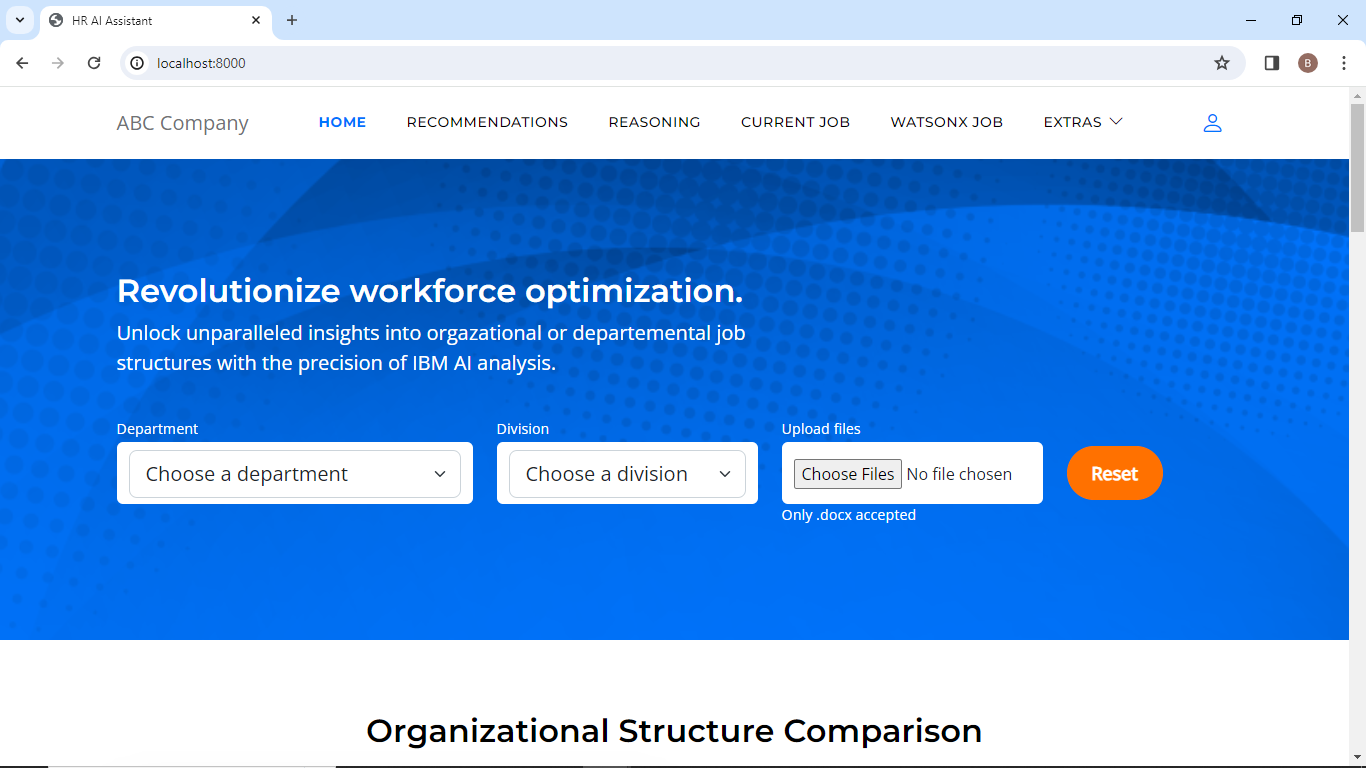 HR AI Assistant
localhost:8000
B
ABC Company
HOME
RECOMMENDATIONS
REASONING
CURRENT JOB
WATSONX JOB
EXTRAS
Revolutionize workforce optimization.
Unlock unparalleled insights into orgazational or departemental job
structures with the precision of IBM AI analysis.
Department
Choose a department
Division
Choose a division
Upload files
Choose Files No file chosen
Only .docx accepted
Reset
Organizational Structure Comparison